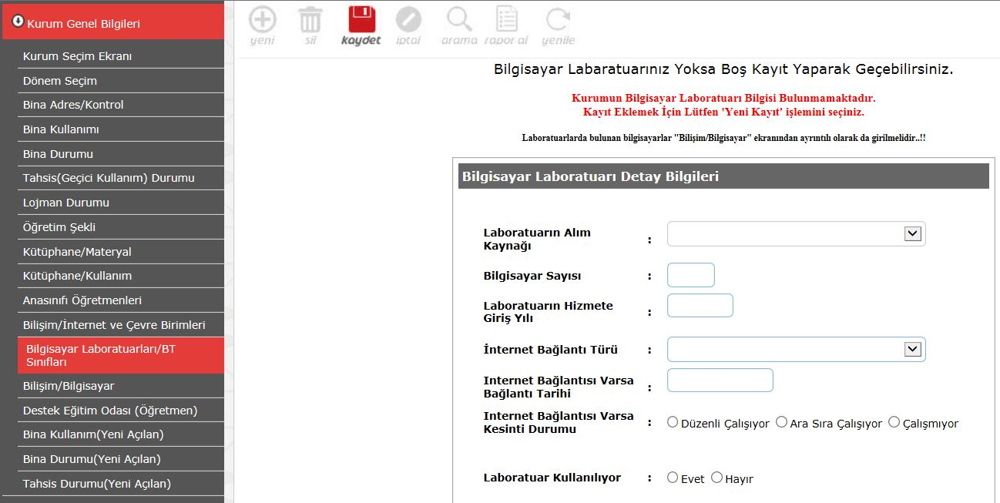 Kurum Genel Bilgileri
Kurum Seçim Ekranı
Dönem Seçim
Bina Adres/Kontrol
Bina Kullanımı
Bina Durumu
Tahsis(Geçici Kullanım) Durumu
Lojman Durumu
Öğretim Şekli
Kütüphane/Materyal
Kütüphane/Kullanım
Anasınıfı Öğretmenleri
Bilişim/İnternet ve Çevre Birimleri
Bilgisayar Laboratuarları/BT
Sınıfları
Bilişim/Bilgisayar
Destek Eğitim Odası (Öğretmen)
Bina Kullanım(Yeni Açılan)
Bina Durumu(Yeni Açılan)
Tahsis Durumu(Yeni Açılan)
yeni sil kaydet iptal arama rapor al yenile
Bilgisayar Labaratuarınız Yoksa Boş Kayıt Yaparak Geçebilirsiniz.
Kurumun Bilgisayar Laboratuarı Bilgisi Bulunmamaktadır.
Kayıt Eklemek İçin Lütfen 'Yeni Kayıt' işlemini seçiniz.
Laboratuarlarda bulunan bilgisayarlar "Bilişim/Bilgisayar" ekranından ayrıntılı olarak da girilmelidir..!!
Bilgisayar Laboratuarı Detay Bilgileri
Laboratuarın Alım
Kaynağı :
Bilgisayar Sayısı :
Laboratuarın Hizmete
Giriş Yılı :
İnternet Bağlantı Türü :
Internet Bağlantısı Varsa
Bağlantı Tarihi :
Internet Bağlantısı Varsa
Kesinti Durumu : Düzenli Çalışıyor Ara Sıra Çalışıyor Çalışmıyor
Laboratuar Kullanılıyor : Evet Hayır